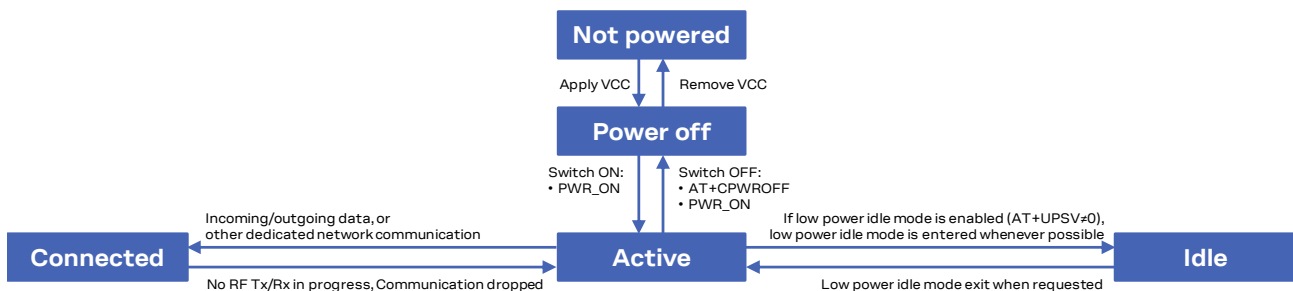 Not powered
Apply VCC
Remove VCC
Power off
Switch ON:
• PWR_ON
Switch OFF:
• AT+CPWROFF
• PWR_ON
Incoming/outgoing data, or
other dedicated network communication
If low power idle mode is enabled (AT+UPSV≠0),
low power idle mode is entered whenever possible
Connected
Active
Idle
No RF Tx/Rx in progress, Communication dropped
Low power idle mode exit when requested